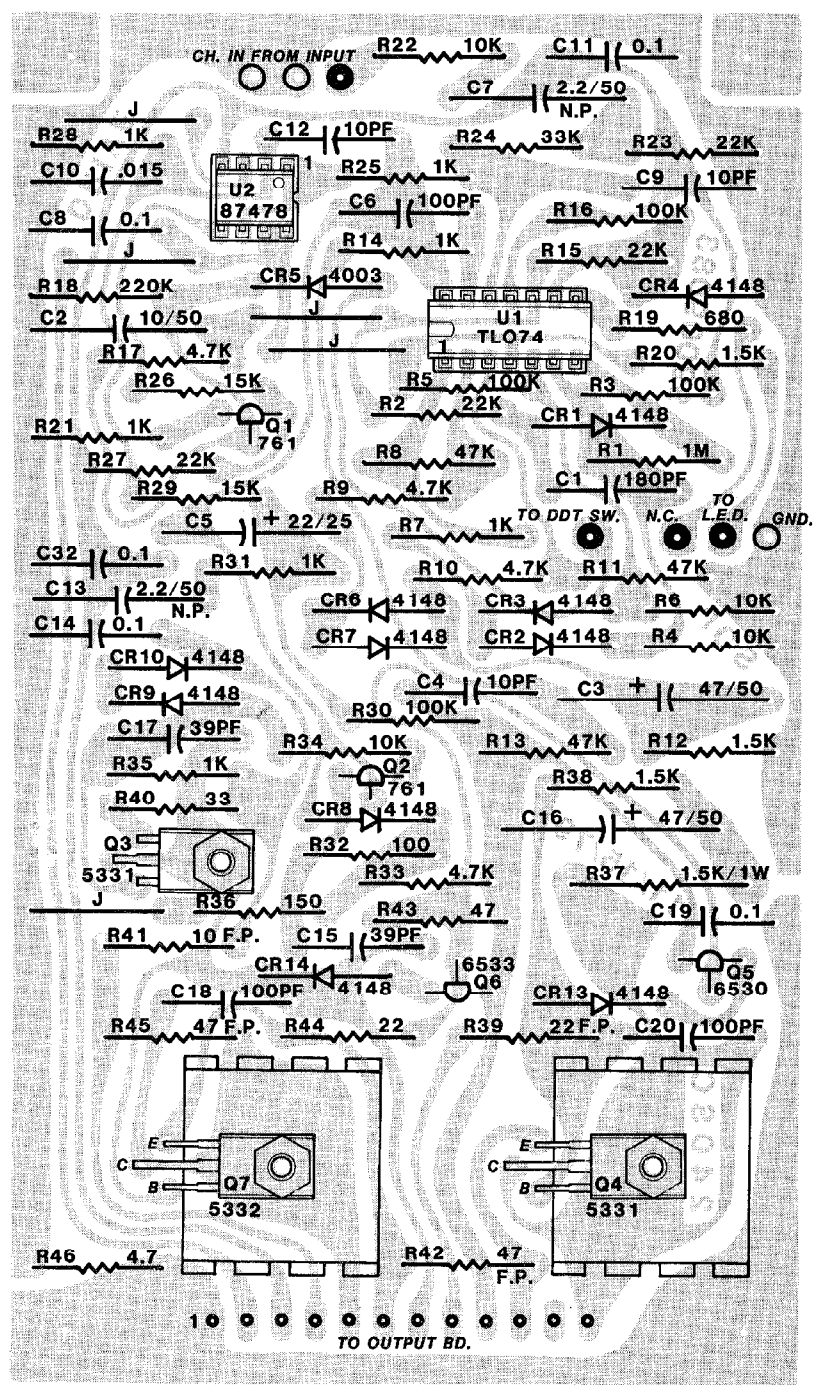 CH. IN FROM INPUT
R22 10K
C11 0.1
C7 2.2/50
N.P.
J
R28 1K
C12 10PF
R24 33K
R23 22K
C10 .015
U2
87478
1
R25 1K
C9 10PF
C6 100PF
R16 100K
C8 0.1
R14 1K
R15 22K
J
CR5 4003
R18 220K
CR4 4148
J
U1
TL074
1
C2 10/50
R19 680
R17 4.7K
J
R20 1.5K
R26 15K
R5 100K
R3 100K
R2 22K
Q1
761
CR1 4148
R21 1K
R8 47K
R1 1M
R27 22K
C1 180PF
R29 15K
R9 4.7K
C5 + 22/25
R7 1K
TO DDT SW.
N.C.
TO
L.E.D.
GND.
C32 0.1
R31 1K
R10 4.7K
R11 47K
C13 2.2/50
N.P.
CR6 4148
CR3 4148
R6 10K
C14 0.1
CR7 4148
CR2 4148
R4 10K
CR10 4148
CR9 4148
C4 10PF
C3 + 47/50
R30 100K
C17 39PF
R34 10K
R13 47K
R12 1.5K
R35 1K
Q2
761
R38 1.5K
R40 33
CR8 4148
C16 + 47/50
Q3
5331
R32 100
R33 4.7K
R37 1.5K/1W
J
R36 150
R43 47
C19 0.1
R41 10 F.P.
C15 39PF
CR14
4148
6533
Q6
Q5
6530
C18 100PF
CR13 4148
R45 47 F.P.
R44 22
R39 22 F.P.
C20 100PF
E
C
B
Q7
5332
E
C
B
Q4
5331
R46 4.7
R42 47
F.P.
1
TO OUTPUT BD.